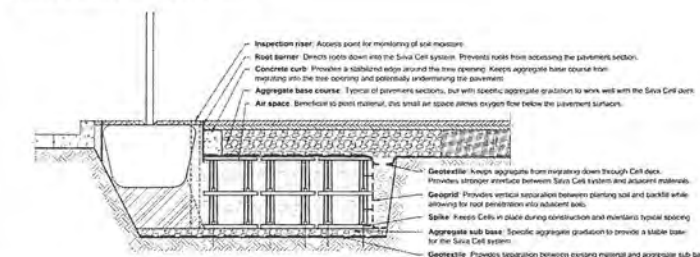 Inspection riser: Access point for monitoring of soil moisture.
Root barrier: Directs roots down into the Silva Cell system. Prevents roots from accessing the pavement section.
Concrete curb: Provides a stabilized edge around the tree opening. Keeps aggregate base course from
migrating into the tree opening and potentially undermining the pavement.
Aggregate base course: Typical of pavement sections, but with specific aggregate gradation to work well with the Silva Cell deck.
Air space: Beneficial to plant material, this small air space allows oxygen flow below the pavement surfaces.
Geotextile: Keeps aggregate from migrating down through Cell deck.
Provides stronger interface between Silva Cell system and adjacent materials.
Geogrid: Provides vertical separation between planting soil and backfill while
allowing for root penetration into adjacent soils.
Spike: Keeps Cells in place during construction and maintains typical spacing.
Aggregate sub base: Specific aggregate gradation to provide a stable base
for the Silva Cell system.
Geotextile: Provides separation between existing material and aggregate sub base.